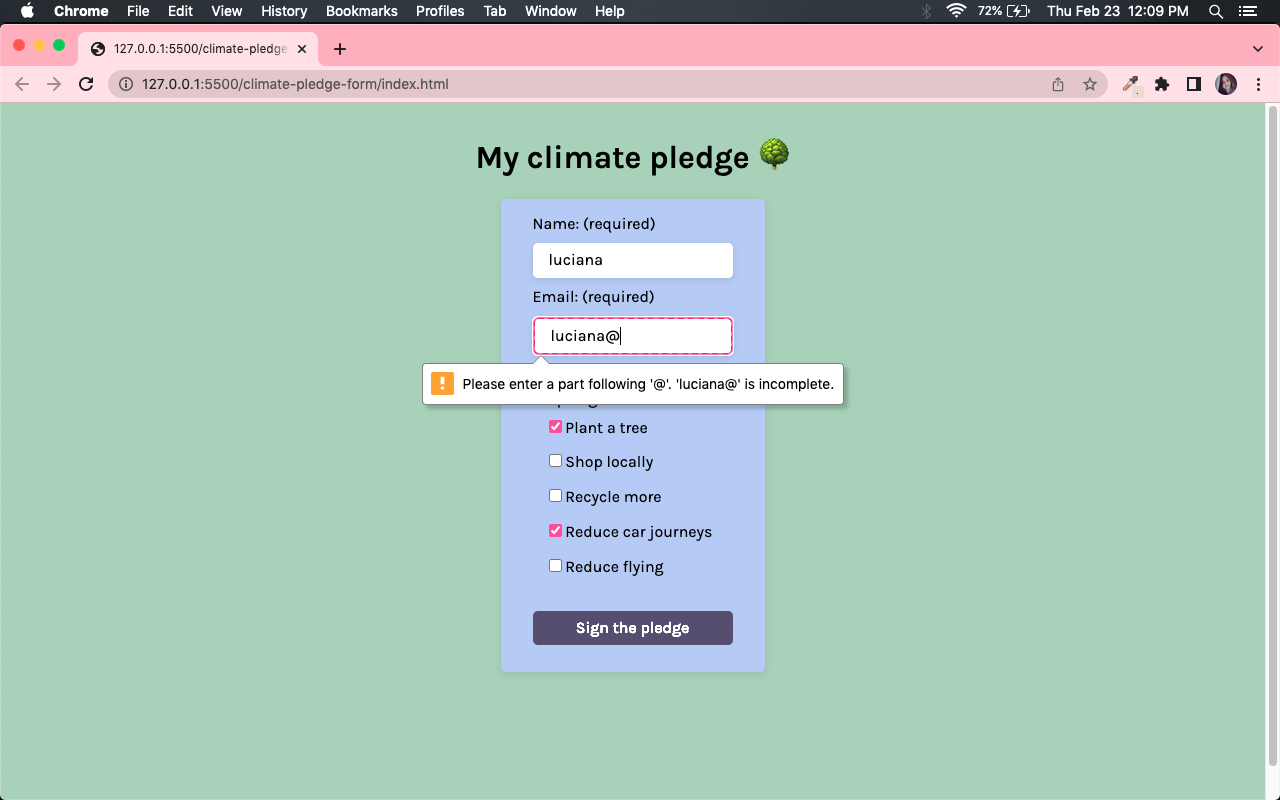 Chrome File Edit View History Bookmarks Profiles Tab Window Help 72% Thu Feb 23 12:09 PM
127.0.0.1:5500/climate-pledge
127.0.0.1:5500/climate-pledge-form/index.html
My climate pledge
Name: (required)
luciana
Email: (required)
luciana@
Please enter a part following '@'. 'luciana@' is incomplete.
Plant a tree
Shop locally
Recycle more
Reduce car journeys
Reduce flying
Sign the pledge